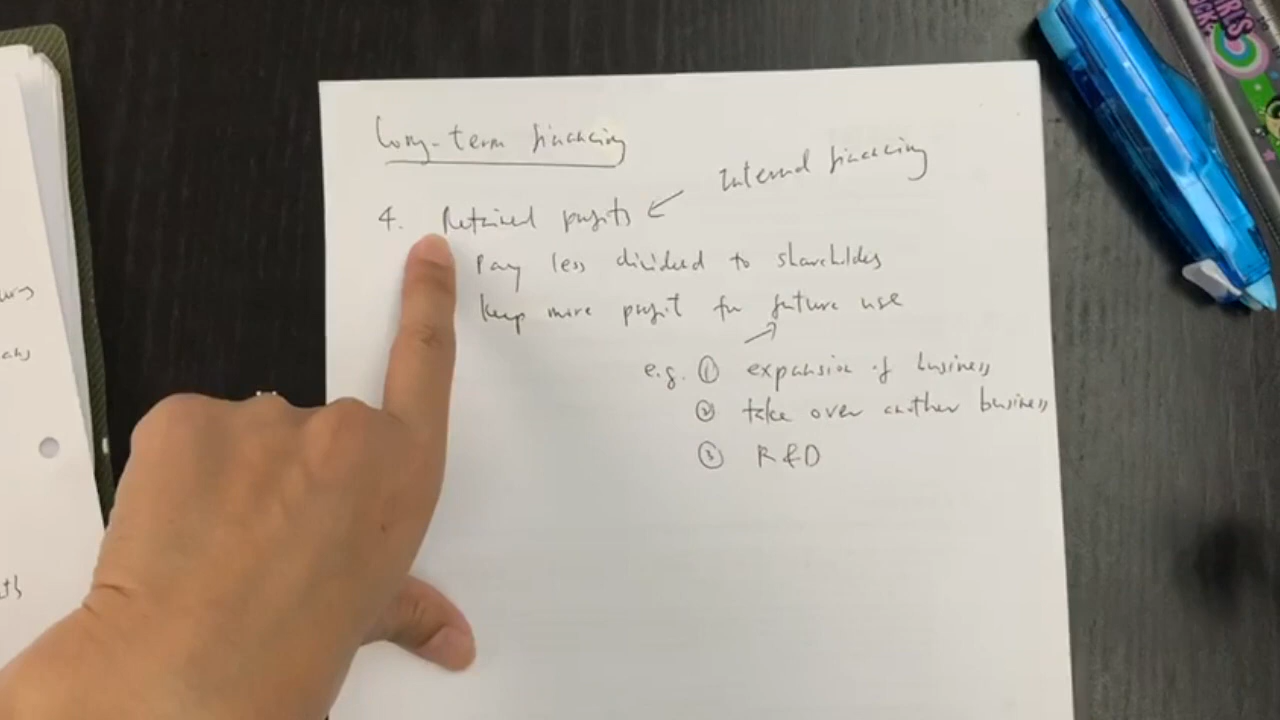 Long-term financing
Internal financing
4. Retained profits
Pay less dividend to shareholders
keep more profit for future use
e.g. ① expansion of business
② take over another business
③ R&D
GIRLS